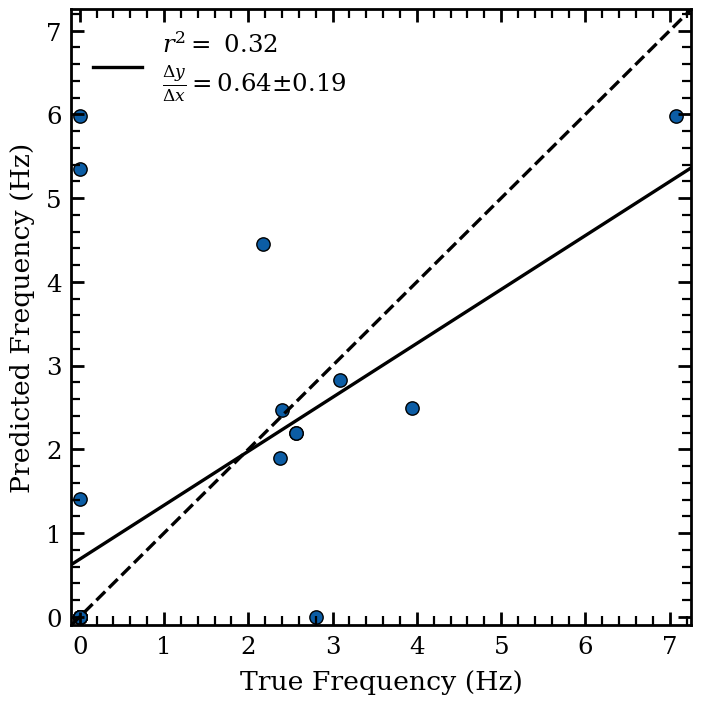 r² = 0.32
Δy/Δx = 0.64±0.19
7
6
5
4
3
2
1
0
Predicted Frequency (Hz)
0 1 2 3 4 5 6 7
True Frequency (Hz)